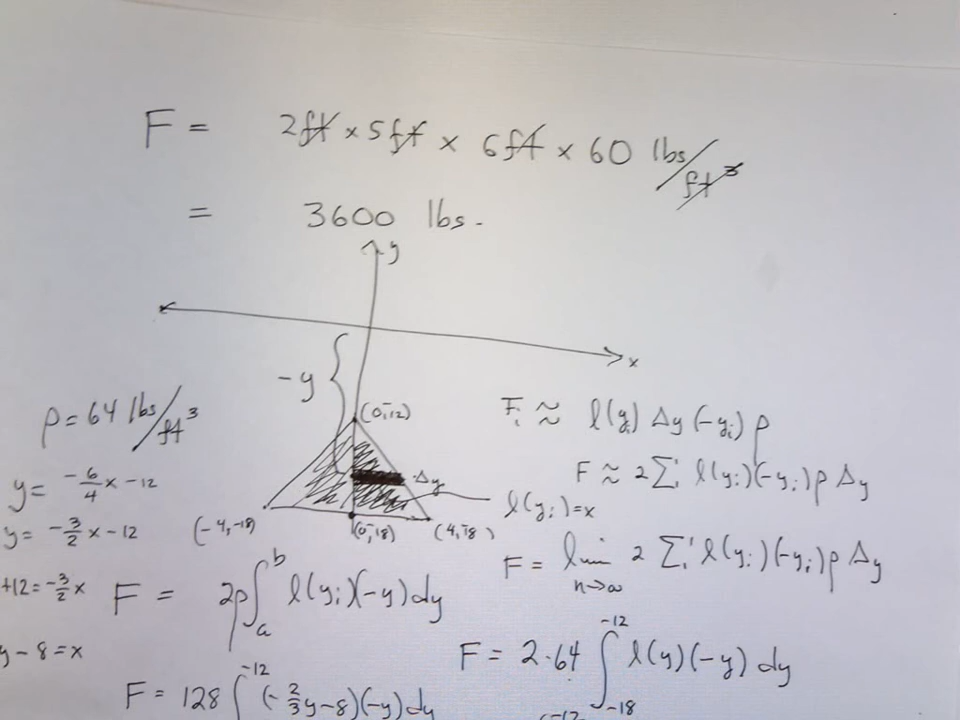 F = 2ft × 5ft × 6ft × 60 lbs/ft³
= 3600 lbs.
y
x
-y
ρ = 64 lbs/ft³
(0,-12)
Δy
l(yᵢ)=x
(-4,-18)
(0,-18)
(4,-18)
Fᵢ ≈ l(yᵢ) Δy (-yᵢ) ρ
F ≈ 2 Σ l(yᵢ)(-yᵢ) ρ Δy
F = lim n→∞ 2 Σ l(yᵢ)(-yᵢ) ρ Δy
y = -6/4 x - 12
y = -3/2 x - 12
+12 = -3/2 x
y - 8 = x
F = 2ρ ∫ₐᵇ l(yᵢ)(-y) dy
F = 2·64 ∫₋₁₈⁻¹² l(y)(-y) dy
F = 128 ∫⁻¹² (-2/3 y - 8)(-y) dy